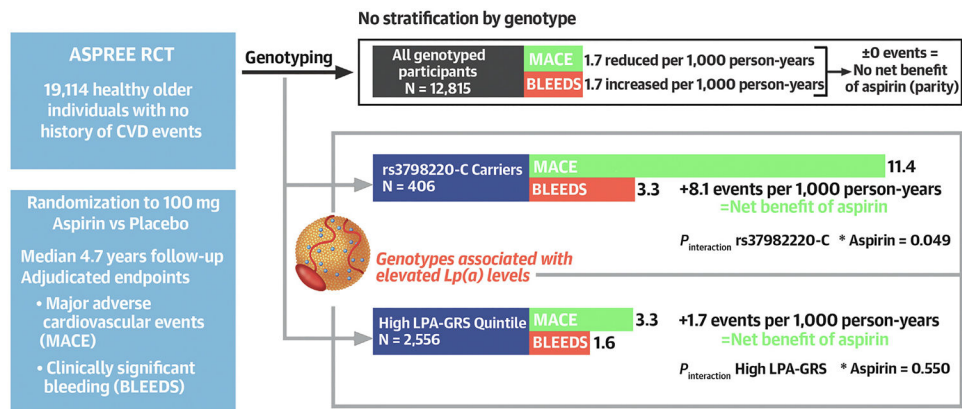 No stratification by genotype
ASPREE RCT
19,114 healthy older
individuals with no
history of CVD events
Genotyping
All genotyped
participants
N = 12,815
MACE
1.7 reduced per 1,000 person-years
BLEEDS
1.7 increased per 1,000 person-years
±0 events =
No net benefit
of aspirin (parity)
Randomization to 100 mg
Aspirin vs Placebo
Median 4.7 years follow-up
Adjudicated endpoints
• Major adverse
cardiovascular events
(MACE)
• Clinically significant
bleeding (BLEEDS)
rs3798220-C Carriers
N = 406
MACE
11.4
BLEEDS
3.3
+8.1 events per 1,000 person-years
=Net benefit of aspirin
Pinteraction rs37982220-C * Aspirin = 0.049
Genotypes associated with
elevated Lp(a) levels
High LPA-GRS Quintile
N = 2,556
MACE
3.3
BLEEDS
1.6
+1.7 events per 1,000 person-years
=Net benefit of aspirin
Pinteraction High LPA-GRS * Aspirin = 0.550